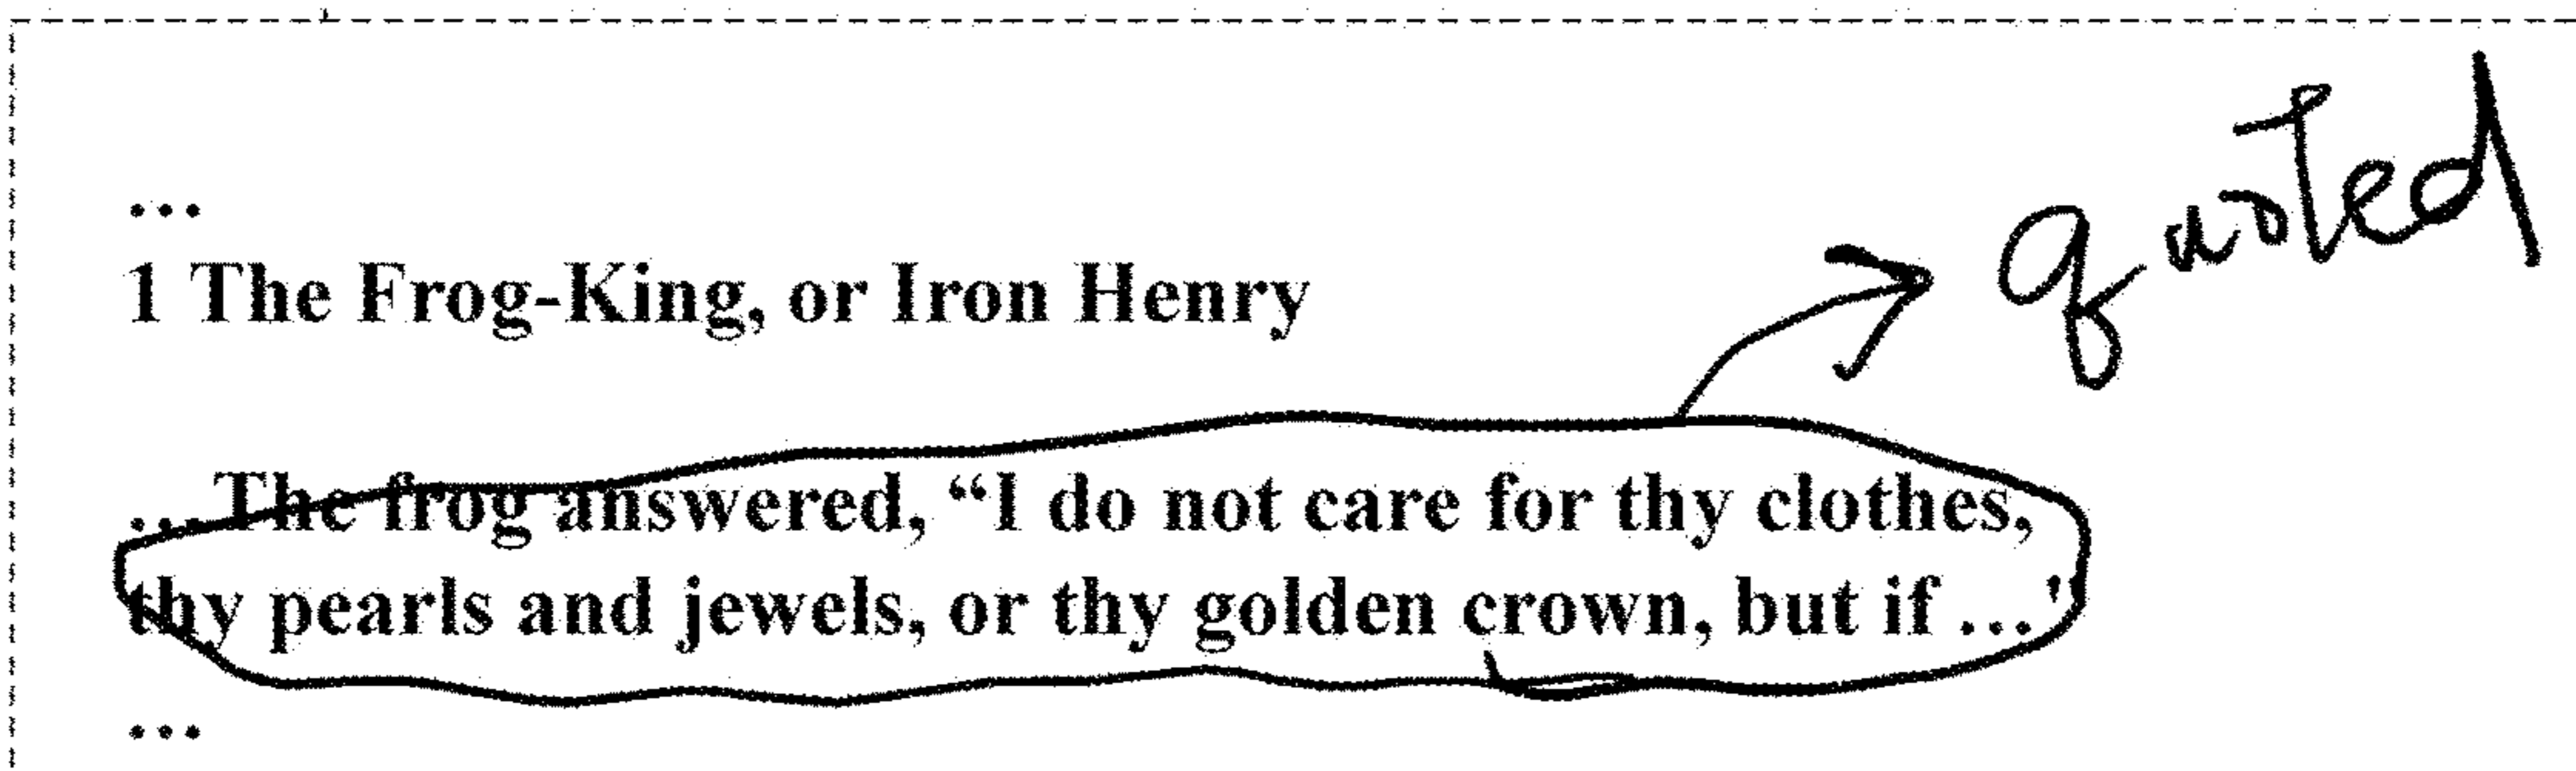 …
1 The Frog-King, or Iron Henry
quoted
… The frog answered, “I do not care for thy clothes,
thy pearls and jewels, or thy golden crown, but if …"
…